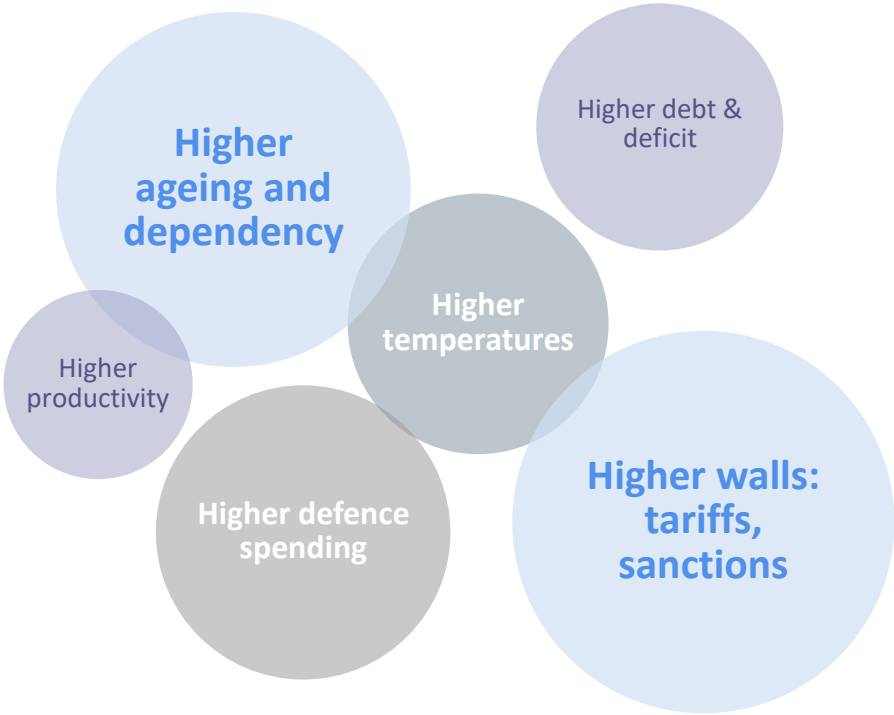 Higher
ageing and
dependency
Higher debt &
deficit
Higher
temperatures
Higher
productivity
Higher defence
spending
Higher walls:
tariffs,
sanctions